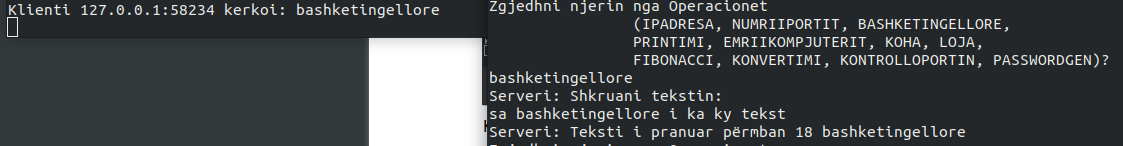 Klienti 127.0.0.1:58234 kerkoi: bashketingellore
Zgjedhni njerin nga Operacionet
(IPADRESA, NUMRIIPORTIT, BASHKETINGELLORE,
PRINTIMI, EMRIIKOMPJUTERIT, KOHA, LOJA,
FIBONACCI, KONVERTIMI, KONTROLLOPORTIN, PASSWORDGEN)?
bashketingellore
Serveri: Shkruani tekstin:
sa bashketingellore i ka ky tekst
Serveri: Teksti i pranuar përmban 18 bashketingellore